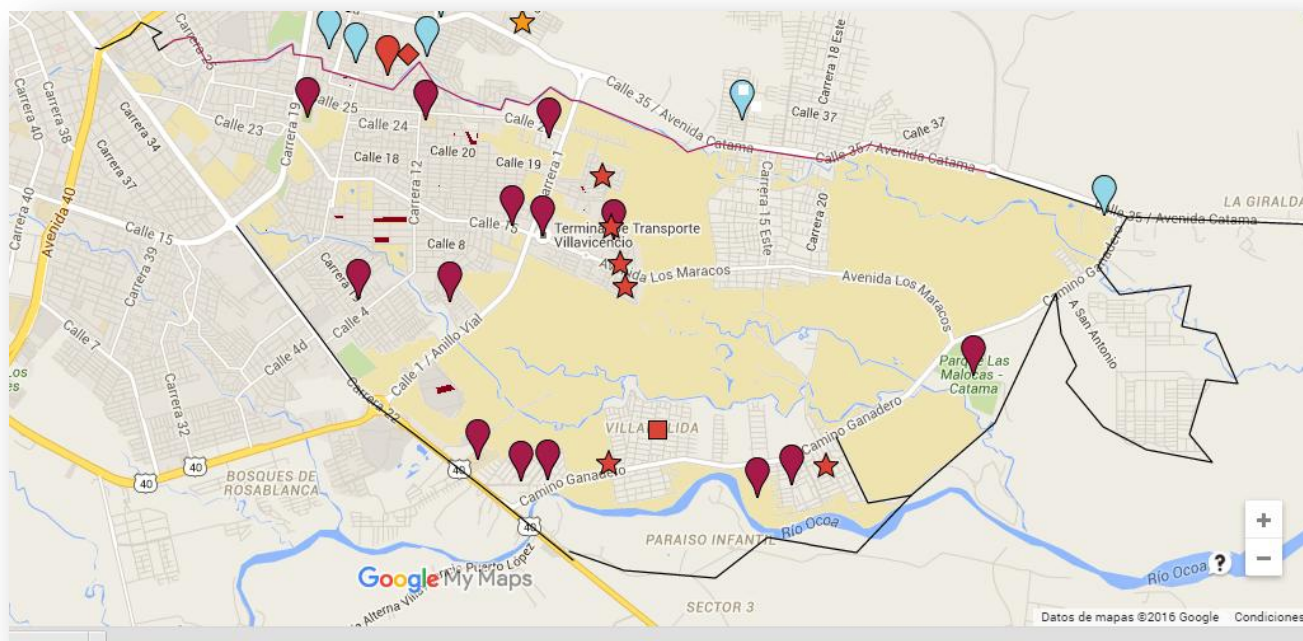 Carrera 26
Carrera 18 Este
Carrera 40
Carrera 38
Carrera 34
Carrera 37
Carrera 19
Calle 25
Calle 24
Calle 23
Calle 35 / Avenida Catama
Calle 37
Calle 37
Calle 35 / Avenida Catama
Calle 18
Calle 20
Calle 19
Carrera 12
Carrera 1
Carrera 15 Este
Carrera 20
LA GIRALDA
Calle 35 / Avenida Catama
Carrera 40
Avenida 40
Calle 15
Calle 15
Terminal de Transporte
Villavicencio
Calle 8
Carrera 39
Avenida Los Maracos
Avenida Los Maracos
Camino Ganadero
A San Antonio
Calle 4
Calle 4d
Calle 7
Calle 1 / Anillo Vial
Parque Las
Malocas -
Catama
Carrera 32
Carrera 22
Camino Ganadero
BOSQUES DE
ROSABLANCA
40
40
40
40
Camino Ganadero
Río Ocoa
PARAISO INFANTIL
Río Ocoa
Google My Maps
SECTOR 3
+
−
?
Datos de mapas ©2016 Google Condiciones